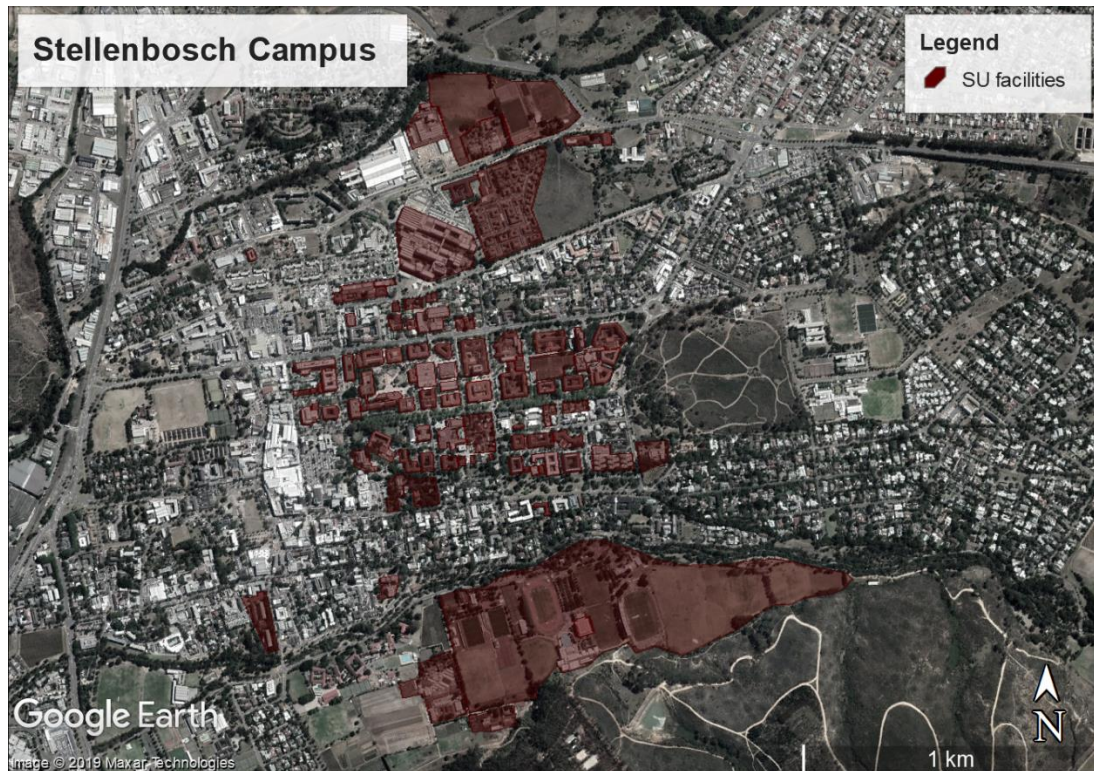 Stellenbosch Campus
Legend
SU facilities
Google Earth
N
1 km
Image © 2019 Maxar Technologies